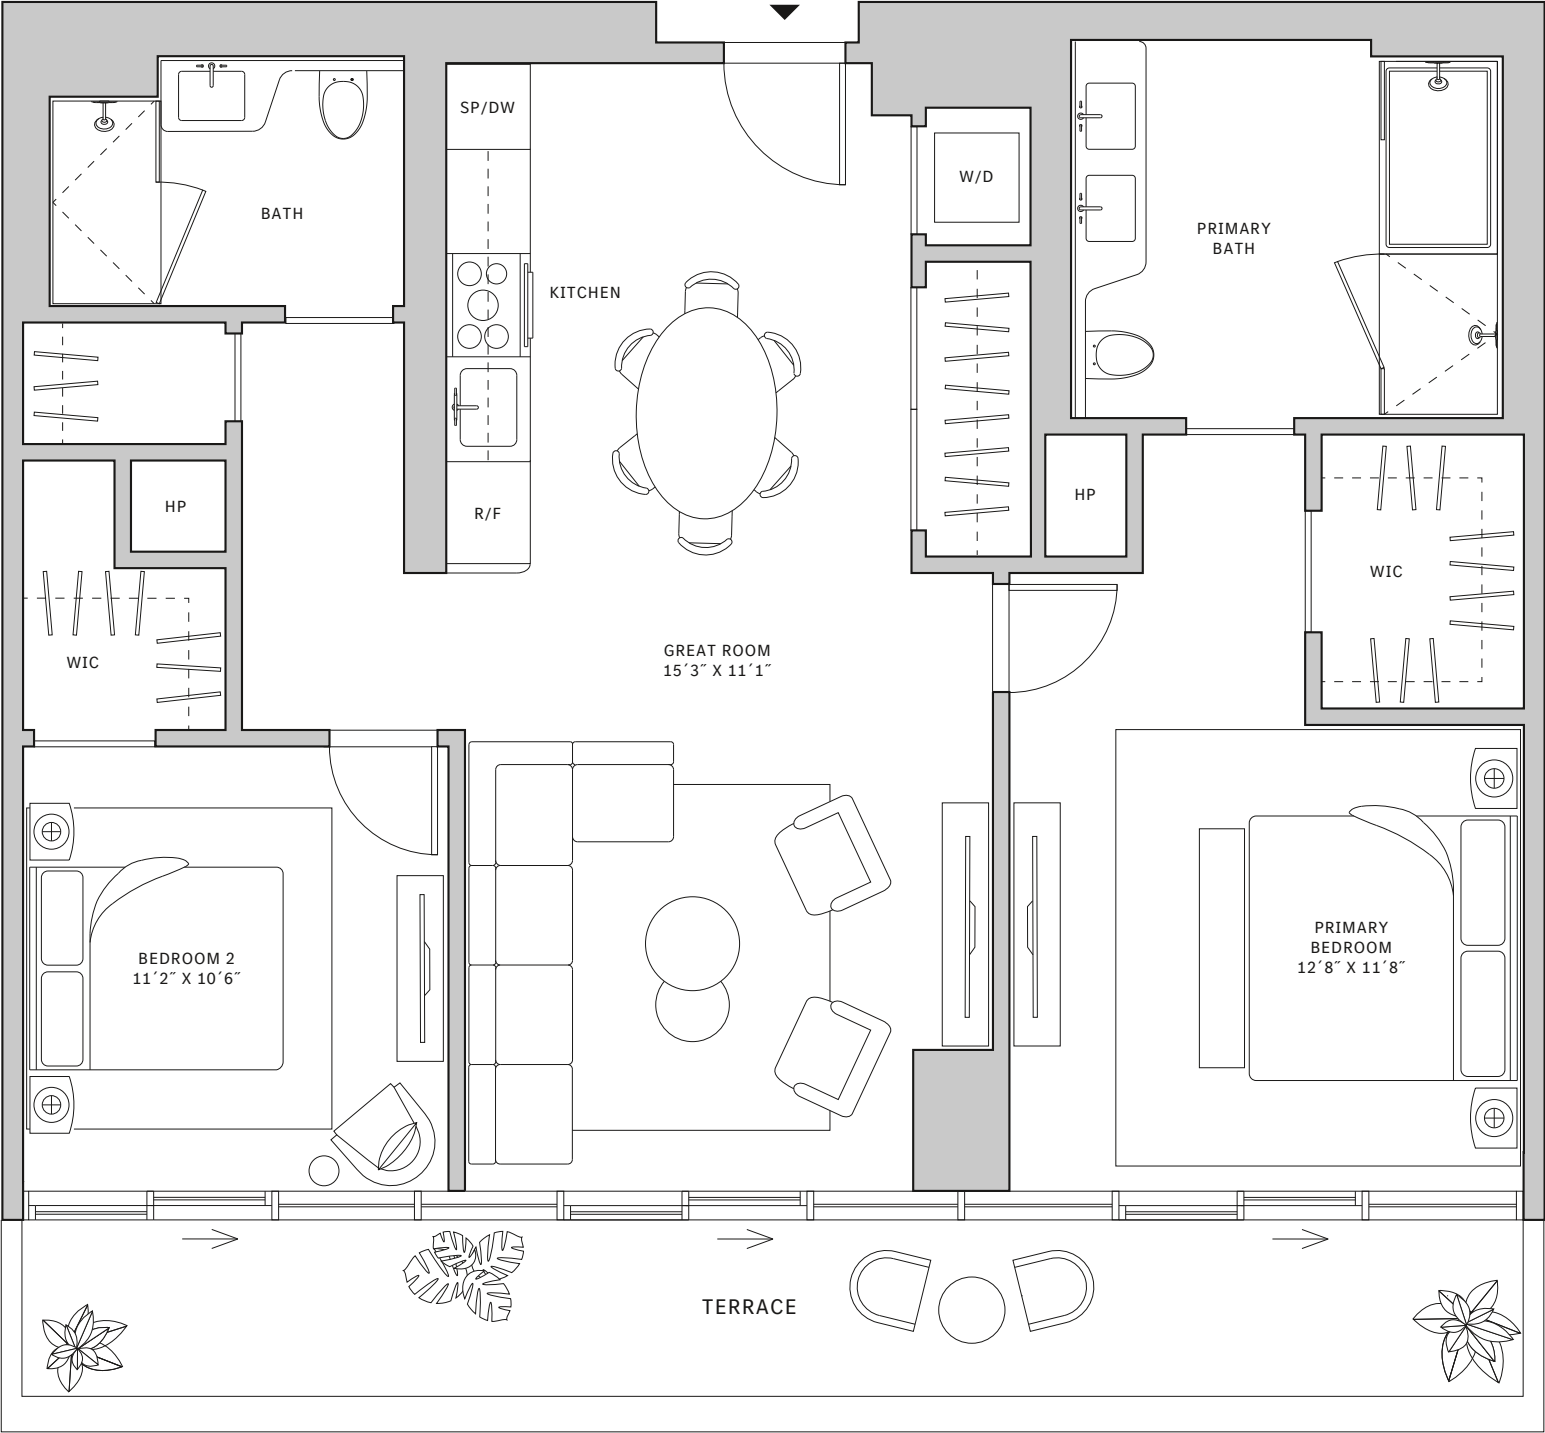 SP/DW
W/D
BATH
PRIMARY
BATH
KITCHEN
HP
R/F
HP
WIC
WIC
GREAT ROOM
15´3˝ X 11´1˝
BEDROOM 2
11´2˝ X 10´6˝
PRIMARY
BEDROOM
12´8˝ X 11´8˝
TERRACE